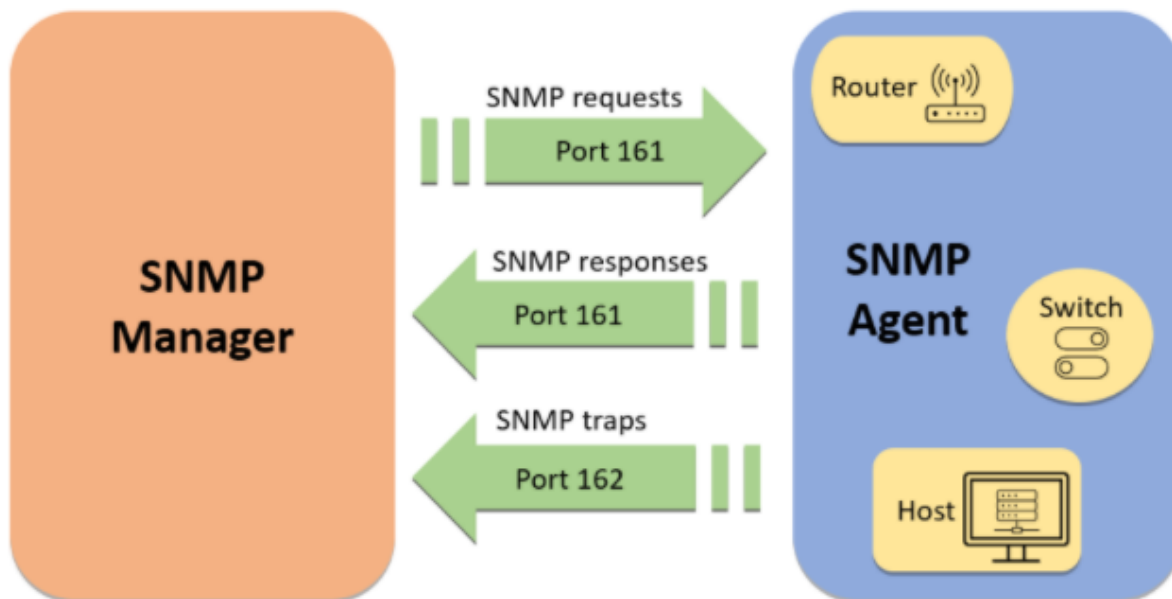 SNMP
Manager
SNMP requests
Port 161
SNMP responses
Port 161
SNMP traps
Port 162
Router
SNMP
Agent
Switch
Host